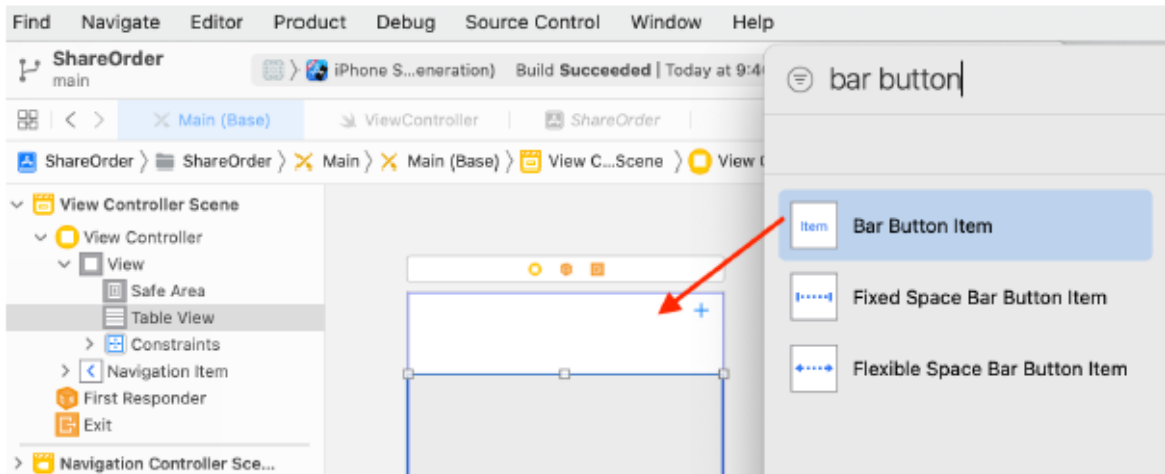 Find Navigate Editor Product Debug Source Control Window Help
ShareOrder
main
iPhone S...eneration) Build Succeeded | Today at 9:4
bar button
Main (Base) ViewController ShareOrder
ShareOrder ShareOrder Main Main (Base) View C...Scene View
View Controller Scene
View Controller
View
Safe Area
Table View
Constraints
Navigation Item
First Responder
Exit
Navigation Controller Sce...
Item Bar Button Item
Fixed Space Bar Button Item
Flexible Space Bar Button Item